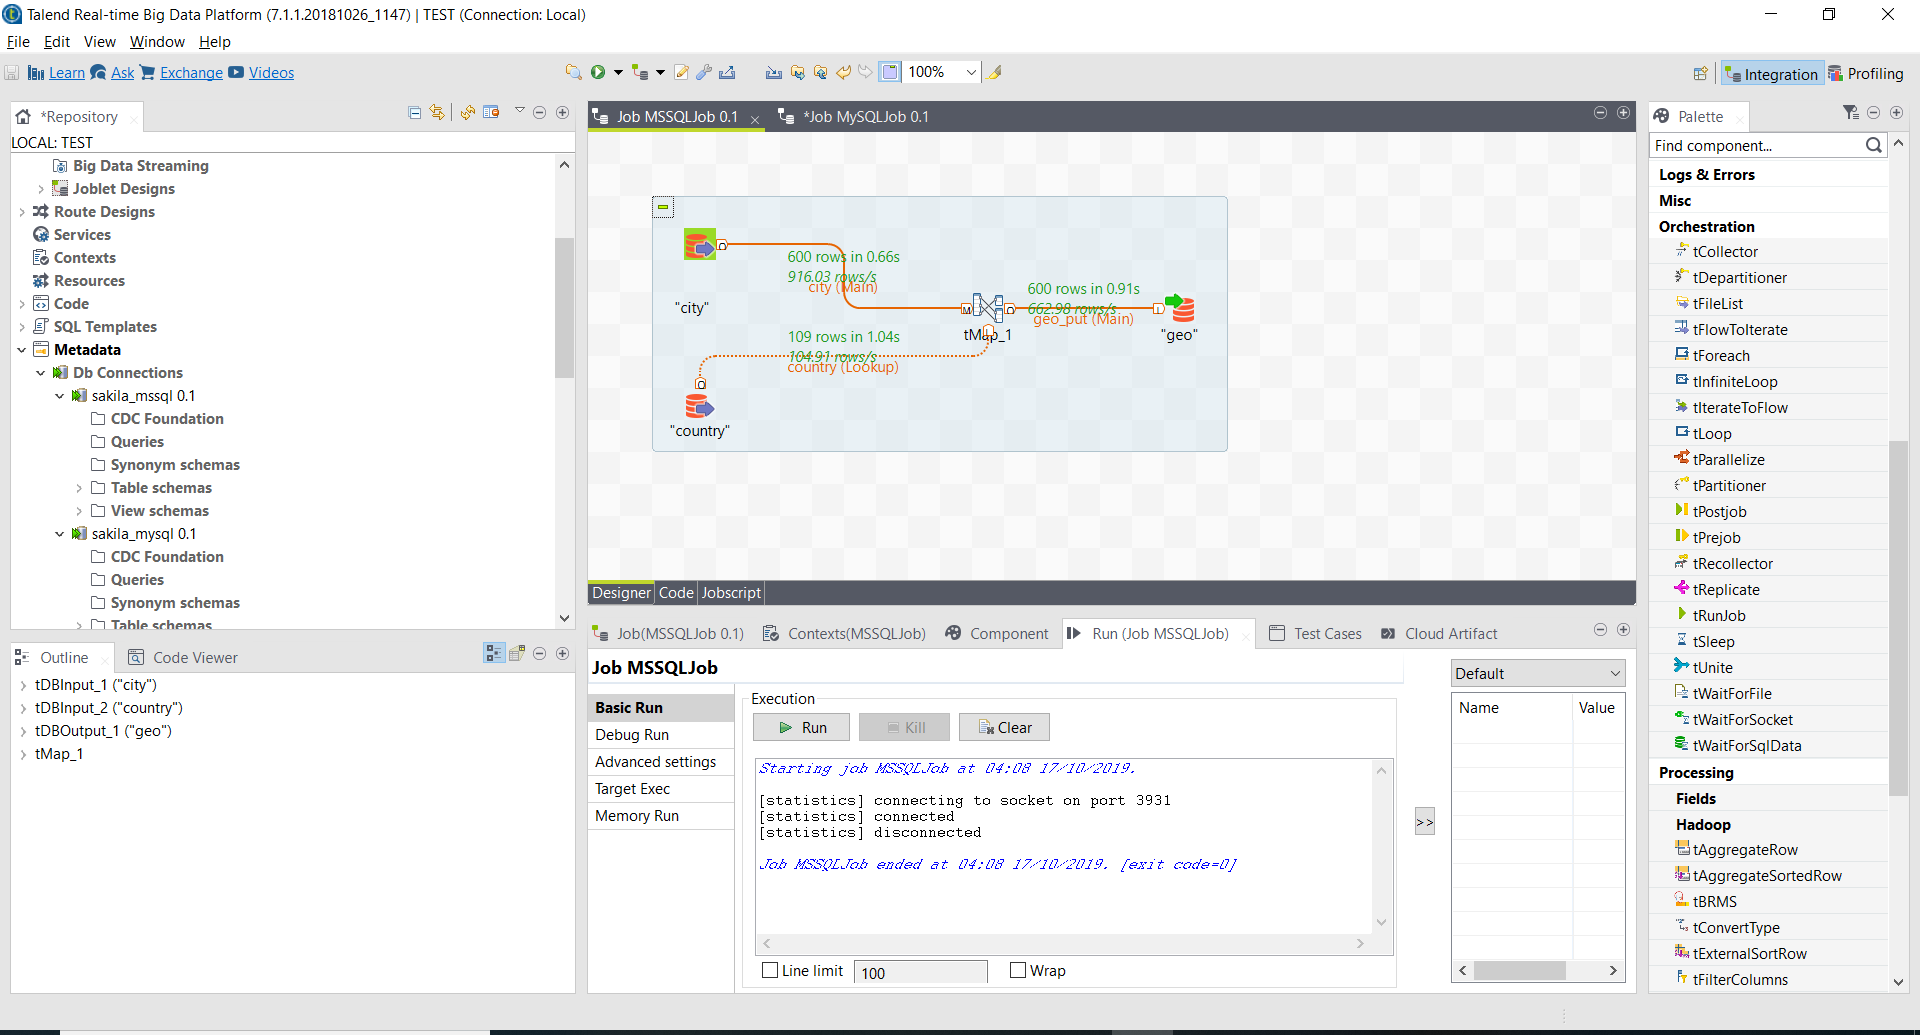 Talend Real-time Big Data Platform (7.1.1.20181026_1147) | TEST (Connection: Local)
File Edit View Window Help
Learn Ask Exchange Videos
100%
Integration Profiling
*Repository
LOCAL: TEST
Big Data Streaming
Joblet Designs
Route Designs
Services
Contexts
Resources
Code
SQL Templates
Metadata
Db Connections
sakila_mssql 0.1
CDC Foundation
Queries
Synonym schemas
Table schemas
View schemas
sakila_mysql 0.1
CDC Foundation
Queries
Synonym schemas
Table schemas
Outline Code Viewer
tDBInput_1 ("city")
tDBInput_2 ("country")
tDBOutput_1 ("geo")
tMap_1
Job MSSQLJob 0.1 *Job MySQLJob 0.1
600 rows in 0.66s
916.03 rows/s
city (Main)
"city"
600 rows in 0.91s
662.98 rows/s
geo_put (Main)
tMap_1
"geo"
109 rows in 1.04s
104.91 rows/s
country (Lookup)
"country"
Designer Code Jobscript
Job(MSSQLJob 0.1) Contexts(MSSQLJob) Component Run (Job MSSQLJob) Test Cases Cloud Artifact
Job MSSQLJob
Basic Run
Debug Run
Advanced settings
Target Exec
Memory Run
Execution
Run Kill Clear
Starting job MSSQLJob at 04:08 17/10/2019.
[statistics] connecting to socket on port 3931
[statistics] connected
[statistics] disconnected
Job MSSQLJob ended at 04:08 17/10/2019. [exit code=0]
Line limit 100 Wrap
>>
Default
Name Value
Palette
Find component...
Logs & Errors
Misc
Orchestration
tCollector
tDepartitioner
tFileList
tFlowToIterate
tForeach
tInfiniteLoop
tIterateToFlow
tLoop
tParallelize
tPartitioner
tPostjob
tPrejob
tRecollector
tReplicate
tRunJob
tSleep
tUnite
tWaitForFile
tWaitForSocket
tWaitForSqlData
Processing
Fields
Hadoop
tAggregateRow
tAggregateSortedRow
tBRMS
tConvertType
tExternalSortRow
tFilterColumns